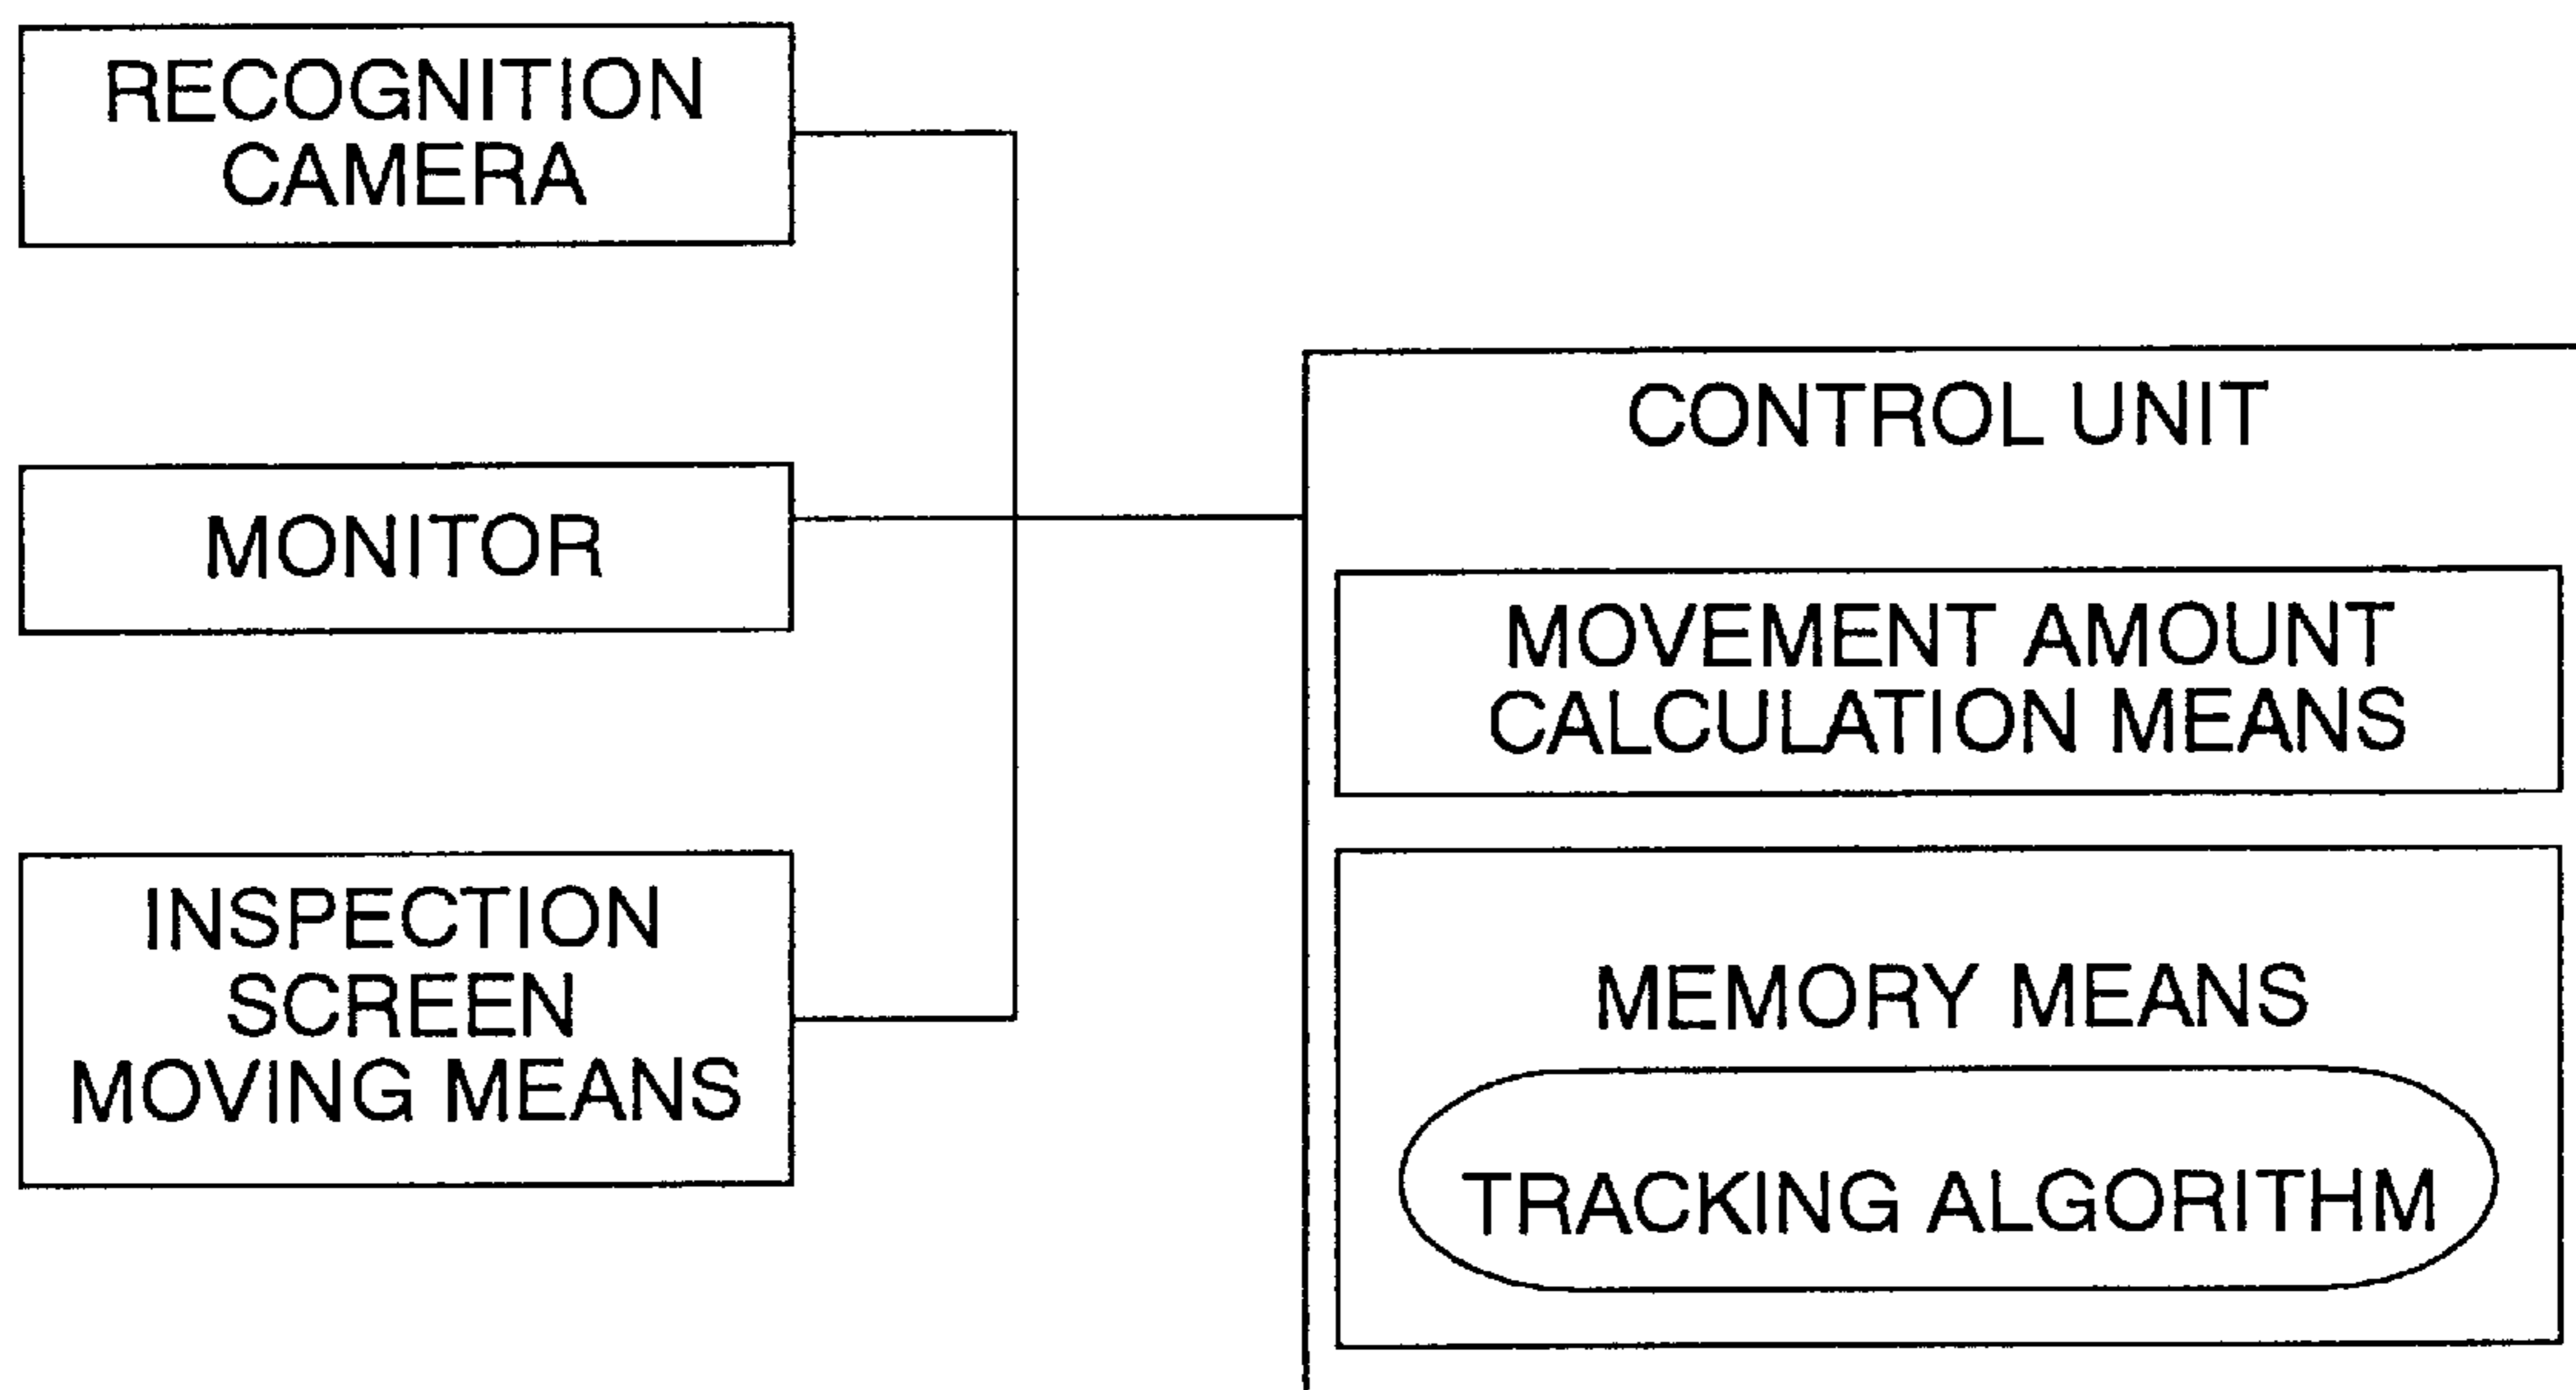 RECOGNITION
CAMERA
MONITOR
INSPECTION
SCREEN
MOVING MEANS
CONTROL UNIT
MOVEMENT AMOUNT
CALCULATION MEANS
MEMORY MEANS
TRACKING ALGORITHM